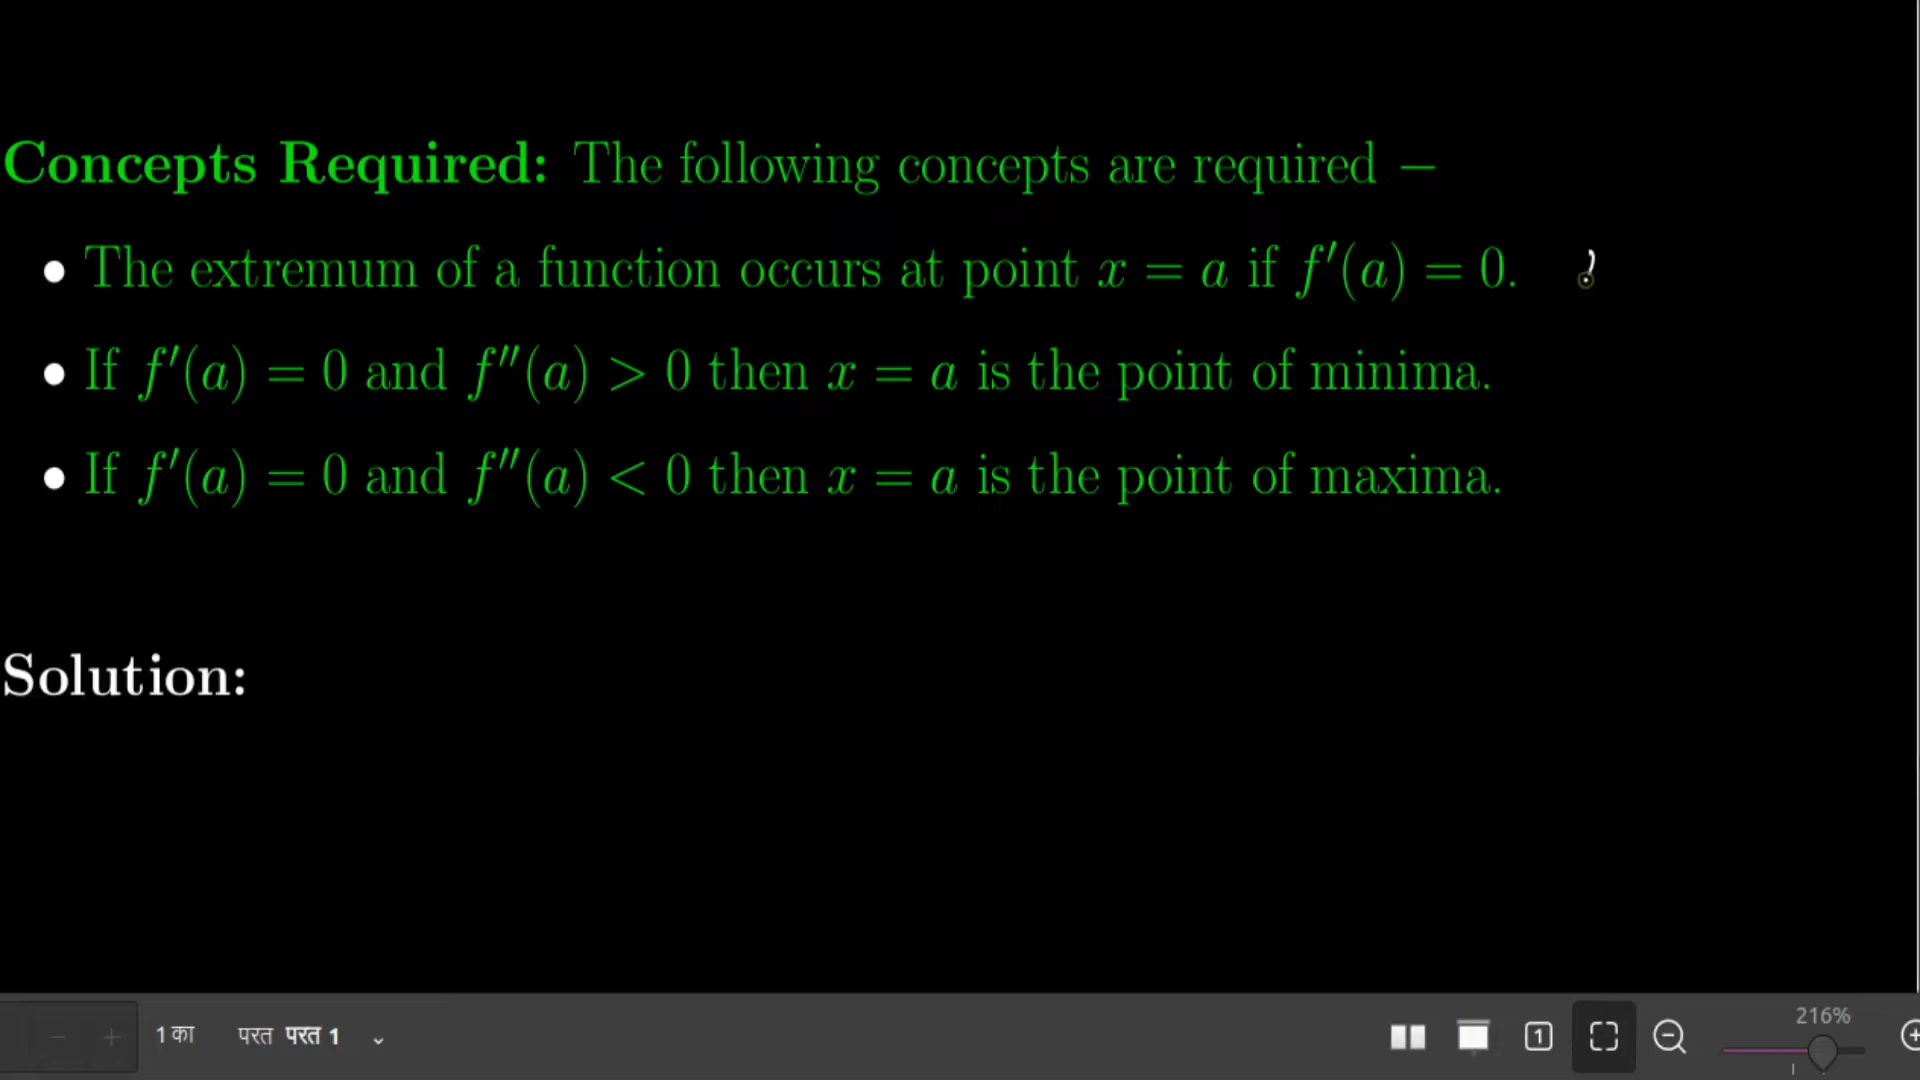 Concepts Required: The following concepts are required −
• The extremum of a function occurs at point x = a if f′(a) = 0.
• If f′(a) = 0 and f″(a) > 0 then x = a is the point of minima.
• If f′(a) = 0 and f″(a) < 0 then x = a is the point of maxima.
Solution:
216%
− + 1 का परत परत 1 1